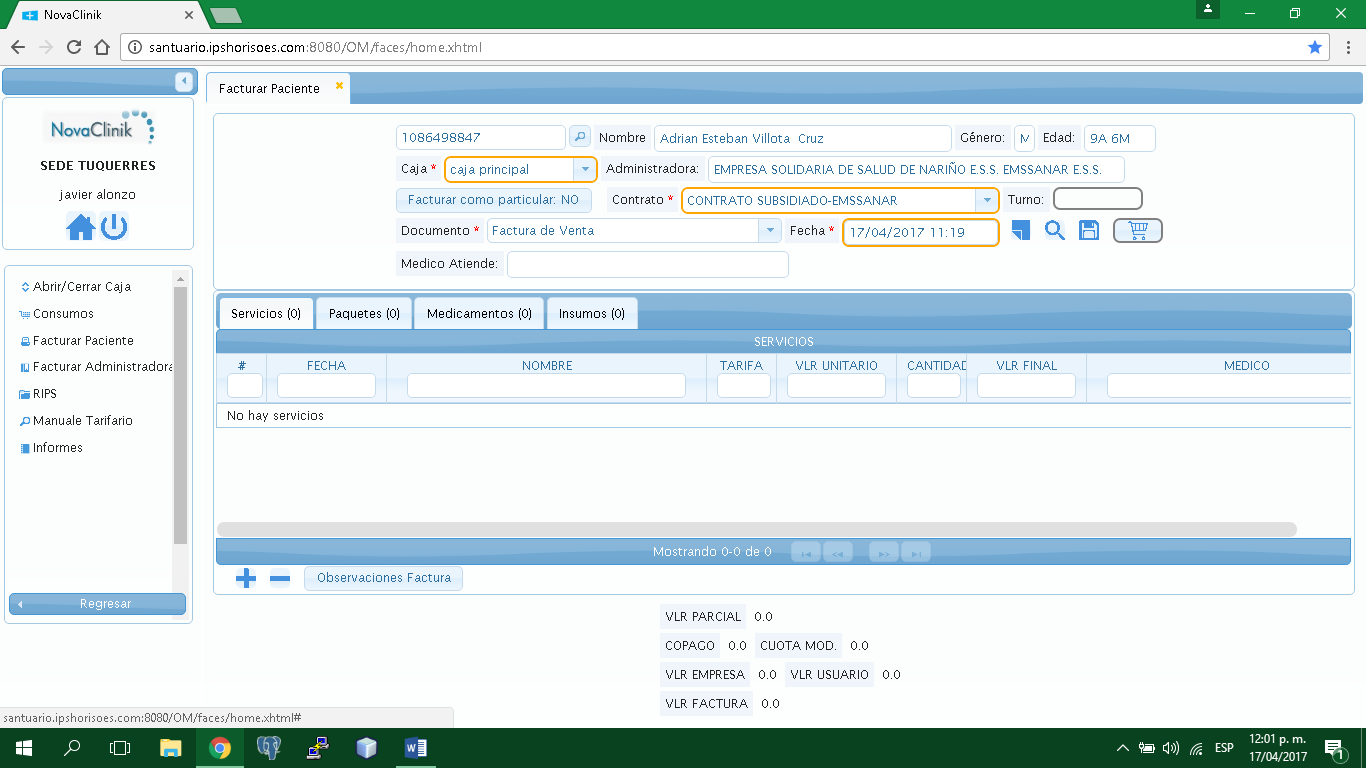 NovaClinik
santuario.ipshorisoes.com:8080/OM/faces/home.xhtml
NovaClinik
SEDE TUQUERRES
javier alonzo
Abrir/Cerrar Caja
Consumos
Facturar Paciente
Facturar Administradora
RIPS
Manuale Tarifario
Informes
Regresar
Facturar Paciente
1086498847 Nombre Adrian Esteban Villota Cruz Género: M Edad: 9A 6M
Caja * caja principal Administradora: EMPRESA SOLIDARIA DE SALUD DE NARIÑO E.S.S. EMSSANAR E.S.S.
Facturar como particular: NO Contrato * CONTRATO SUBSIDIADO-EMSSANAR Turno:
Documento * Factura de Venta Fecha * 17/04/2017 11:19
Medico Atiende:
Servicios (0) Paquetes (0) Medicamentos (0) Insumos (0)
SERVICIOS
# FECHA NOMBRE TARIFA VLR UNITARIO CANTIDAD VLR FINAL MEDICO
No hay servicios
Mostrando 0-0 de 0
Observaciones Factura
VLR PARCIAL 0.0
COPAGO 0.0 CUOTA MOD. 0.0
VLR EMPRESA 0.0 VLR USUARIO 0.0
VLR FACTURA 0.0
santuario.ipshorisoes.com:8080/OM/faces/home.xhtml#
ESP
12:01 p. m.
17/04/2017
1